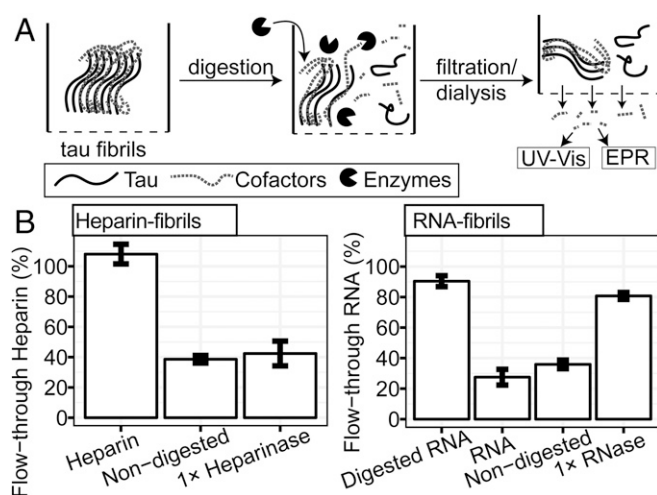 A
digestion
filtration/
dialysis
tau fibrils
UV-Vis
EPR
Tau
Cofactors
Enzymes
B
Heparin-fibrils
Flow-through Heparin (%)
100
80
60
40
20
0
Heparin
Non-digested
1× Heparinase
RNA-fibrils
Flow-through RNA (%)
100
80
60
40
20
0
Digested RNA
RNA
Non-digested
1× RNase